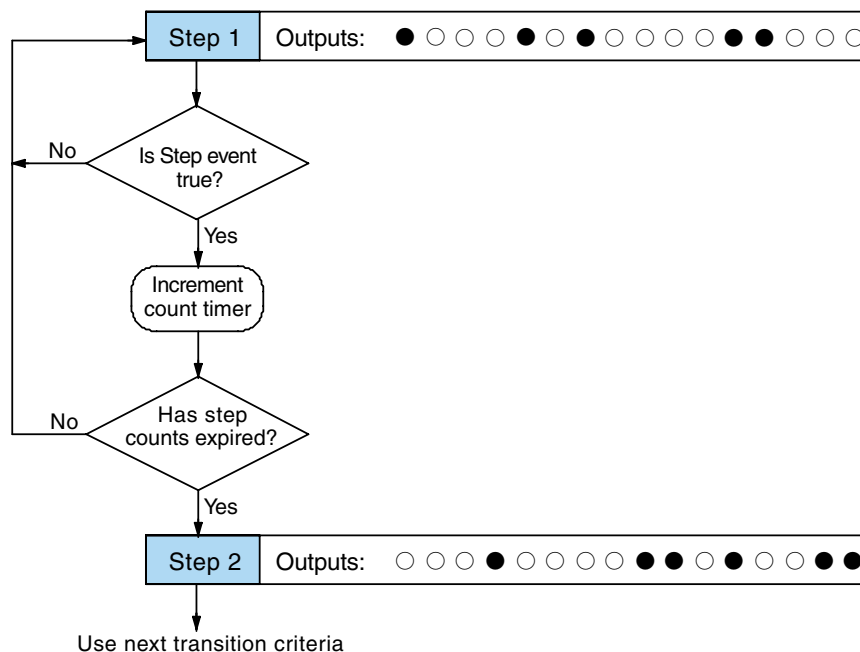 Step 1 Outputs:
No
Is Step event
true?
Yes
Increment
count timer
No
Has step
counts expired?
Yes
Step 2 Outputs:
Use next transition criteria